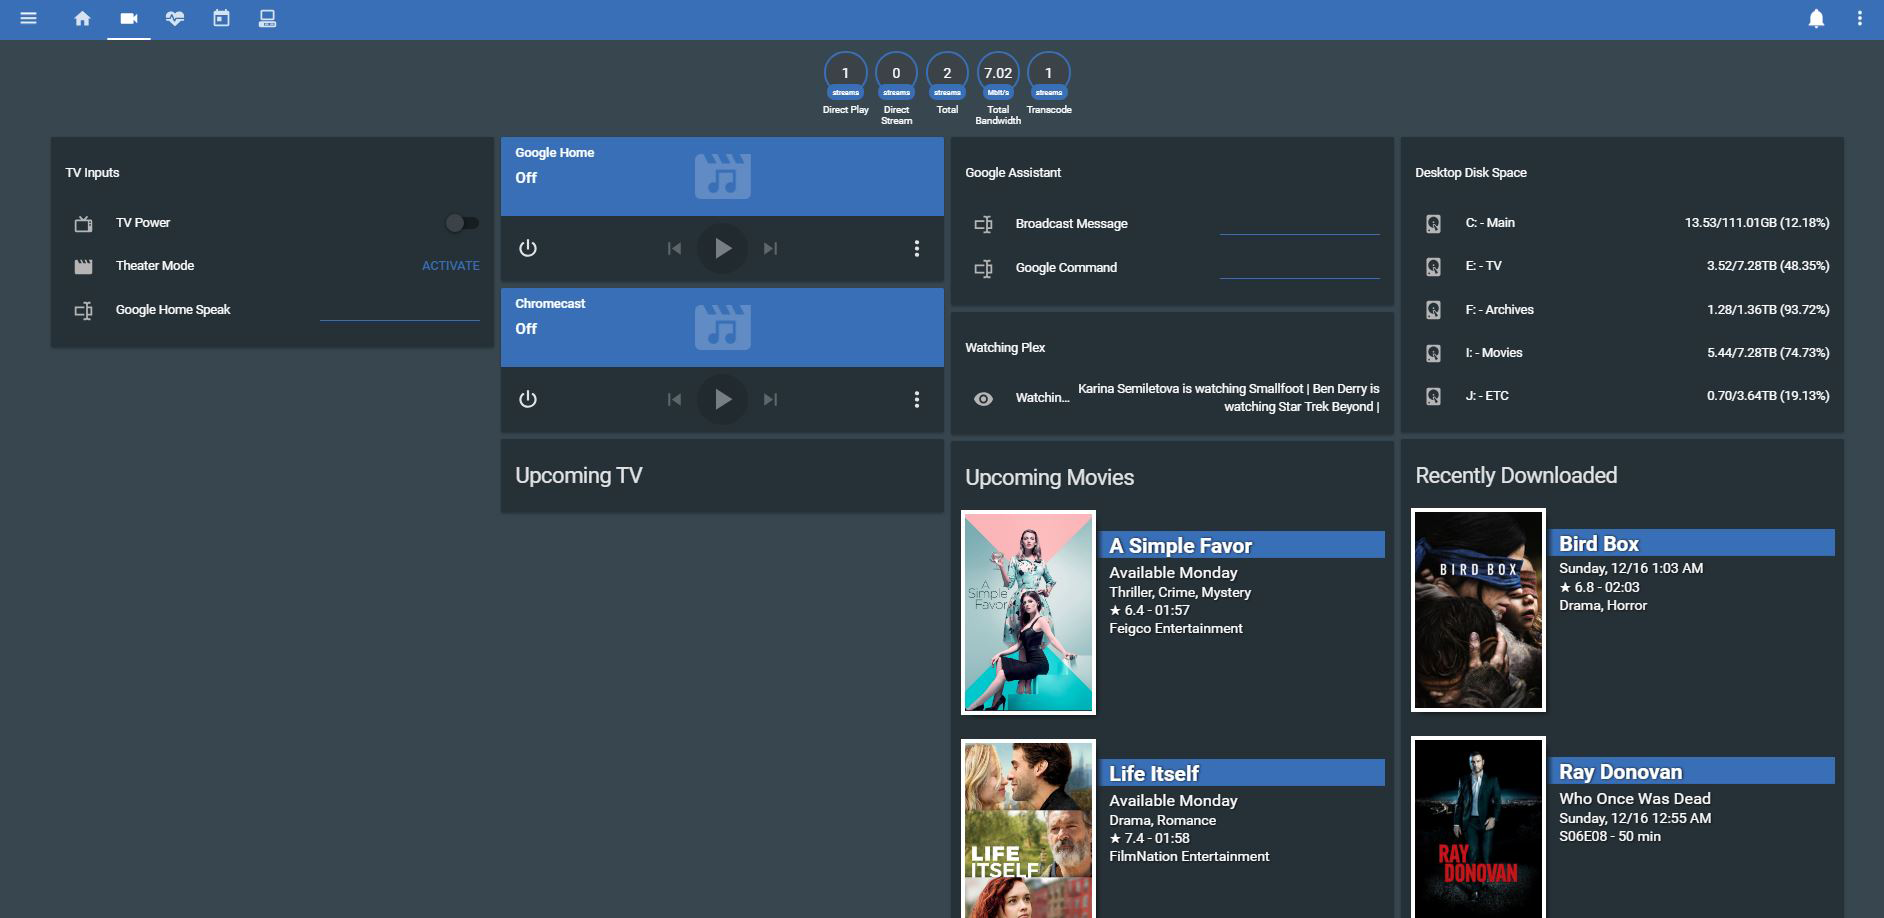 1
streams
Direct Play
0
streams
Direct
Stream
2
streams
Total
7.02
Mbit/s
Total
Bandwidth
1
streams
Transcode
TV Inputs
TV Power
Theater Mode ACTIVATE
Google Home Speak
Google Home
Off
Chromecast
Off
Upcoming TV
Google Assistant
Broadcast Message
Google Command
Watching Plex
Watchin... Karina Semiletova is watching Smallfoot | Ben Derry is
watching Star Trek Beyond |
Upcoming Movies
A Simple Favor
A Simple Favor
Available Monday
Thriller, Crime, Mystery
★ 6.4 - 01:57
Feigco Entertainment
LIFE
ITSELF
Life Itself
Available Monday
Drama, Romance
★ 7.4 - 01:58
FilmNation Entertainment
Desktop Disk Space
C: - Main 13.53/111.01GB (12.18%)
E: - TV 3.52/7.28TB (48.35%)
F: - Archives 1.28/1.36TB (93.72%)
I: - Movies 5.44/7.28TB (74.73%)
J: - ETC 0.70/3.64TB (19.13%)
Recently Downloaded
BIRD BOX
Bird Box
Sunday, 12/16 1:03 AM
★ 6.8 - 02:03
Drama, Horror
RAY
DONOVAN
Ray Donovan
Who Once Was Dead
Sunday, 12/16 12:55 AM
S06E08 - 50 min